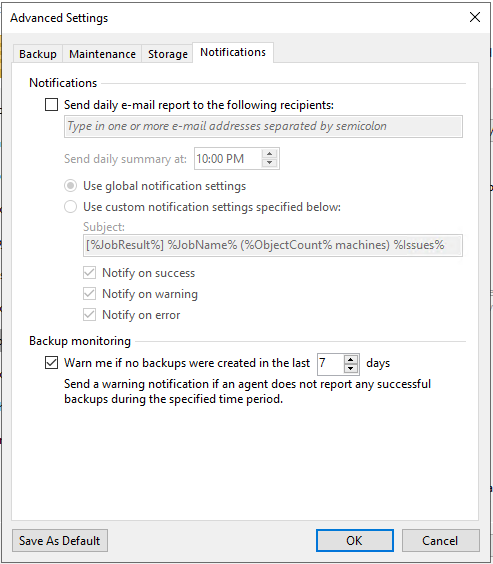 Advanced Settings
Backup Maintenance Storage Notifications
Notifications
Send daily e-mail report to the following recipients:
Type in one or more e-mail addresses separated by semicolon
Send daily summary at: 10:00 PM
Use global notification settings
Use custom notification settings specified below:
Subject:
[%JobResult%] %JobName% (%ObjectCount% machines) %Issues%
Notify on success
Notify on warning
Notify on error
Backup monitoring
Warn me if no backups were created in the last 7 days
Send a warning notification if an agent does not report any successful
backups during the specified time period.
Save As Default OK Cancel